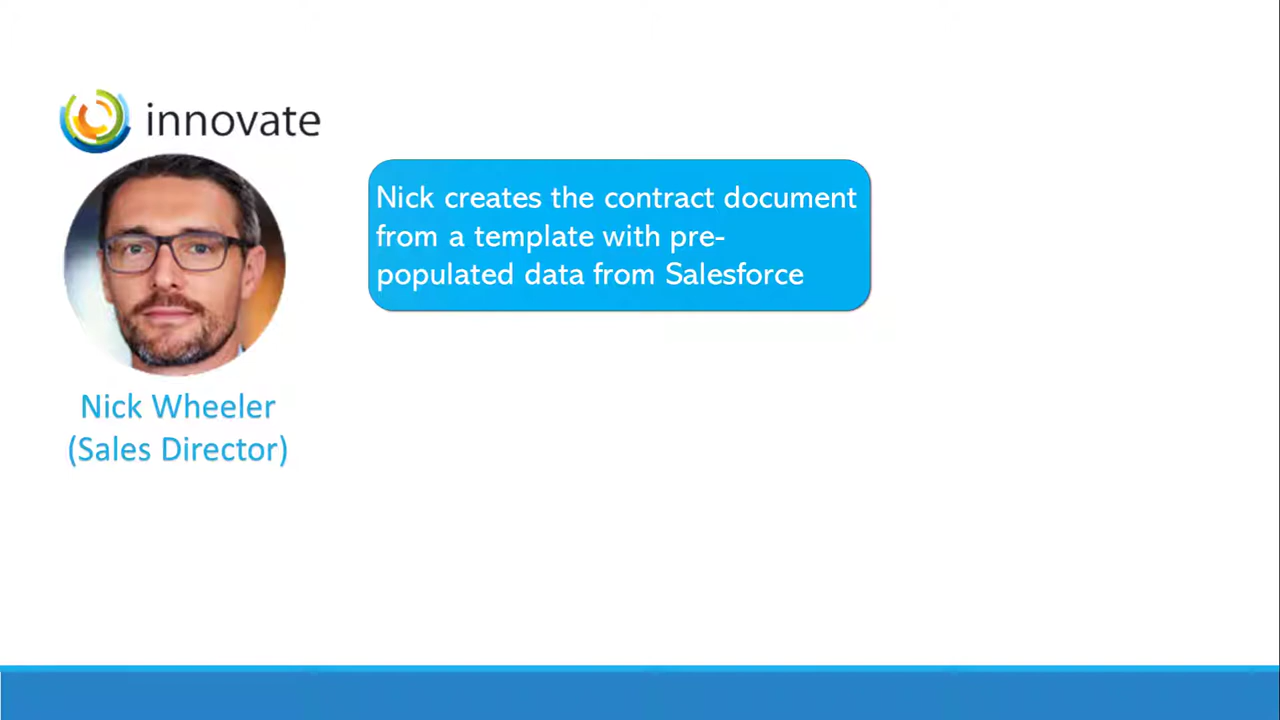 innovate
Nick creates the contract document
from a template with pre-
populated data from Salesforce
Nick Wheeler
(Sales Director)